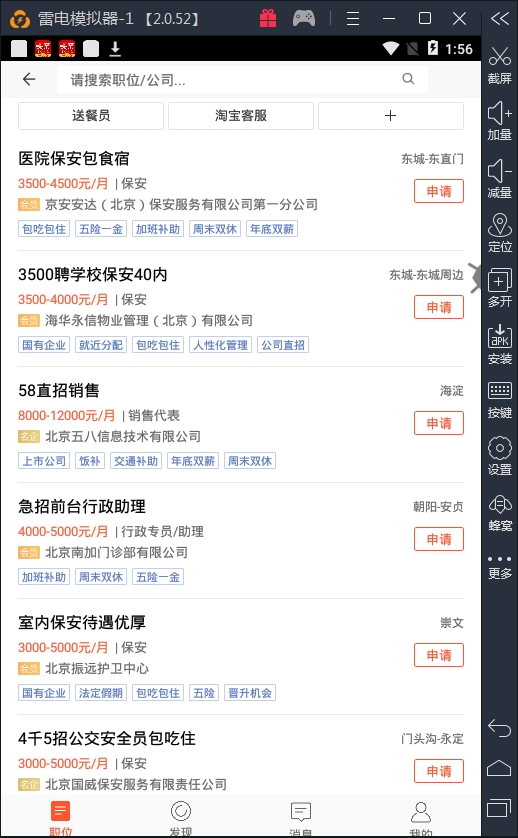 雷电模拟器-1 【2.0.52】
1:56
请搜索职位/公司...
送餐员 淘宝客服 +
医院保安包食宿 东城-东直门
3500-4500元/月 | 保安 申请
会员 京安安达（北京）保安服务有限公司第一分公司
包吃包住 五险一金 加班补助 周末双休 年底双薪
3500聘学校保安40内 东城-东城周边
3500-4000元/月 | 保安 申请
会员 海华永信物业管理（北京）有限公司
国有企业 就近分配 包吃包住 人性化管理 公司直招
58直招销售 海淀
8000-12000元/月 | 销售代表 申请
名企 北京五八信息技术有限公司
上市公司 饭补 交通补助 年底双薪 周末双休
急招前台行政助理 朝阳-安贞
4000-5000元/月 | 行政专员/助理 申请
会员 北京南加门诊部有限公司
加班补助 周末双休 五险一金
室内保安待遇优厚 崇文
3000-5000元/月 | 保安 申请
会员 北京振远护卫中心
国有企业 法定假期 包吃包住 五险 晋升机会
4千5招公交安全员包吃住 门头沟-永定
3000-5000元/月 | 保安 申请
名企 北京国威保安服务有限责任公司
职位 发现 消息 我的
截屏
加量
减量
定位
多开
APK
安装
按键
设置
蜂窝
更多